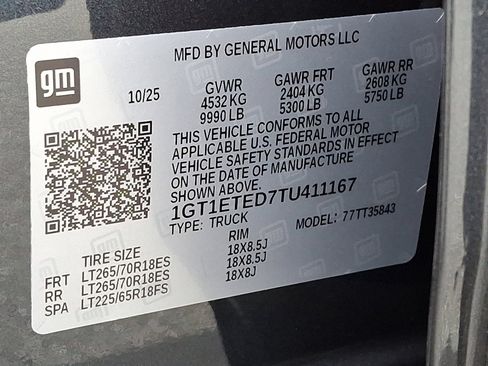 MFD BY GENERAL MOTORS LLC
gm
10/25
GVWR
4532 KG
9990 LB
GAWR FRT
2404 KG
5300 LB
GAWR RR
2608 KG
5750 LB
THIS VEHICLE CONFORMS TO ALL
APPLICABLE U.S. FEDERAL MOTOR
VEHICLE SAFETY STANDARDS IN EFFECT
ON THE DATE OF MANUFACTURE
SHOWN ABOVE.
1GT1ETED7TU411167
TYPE: TRUCK
MODEL: 77TT35843
TIRE SIZE RIM
FRT LT265/70R18ES 18X8.5J
RR LT265/70R18ES 18X8.5J
SPA LT225/65R18FS 18X8J